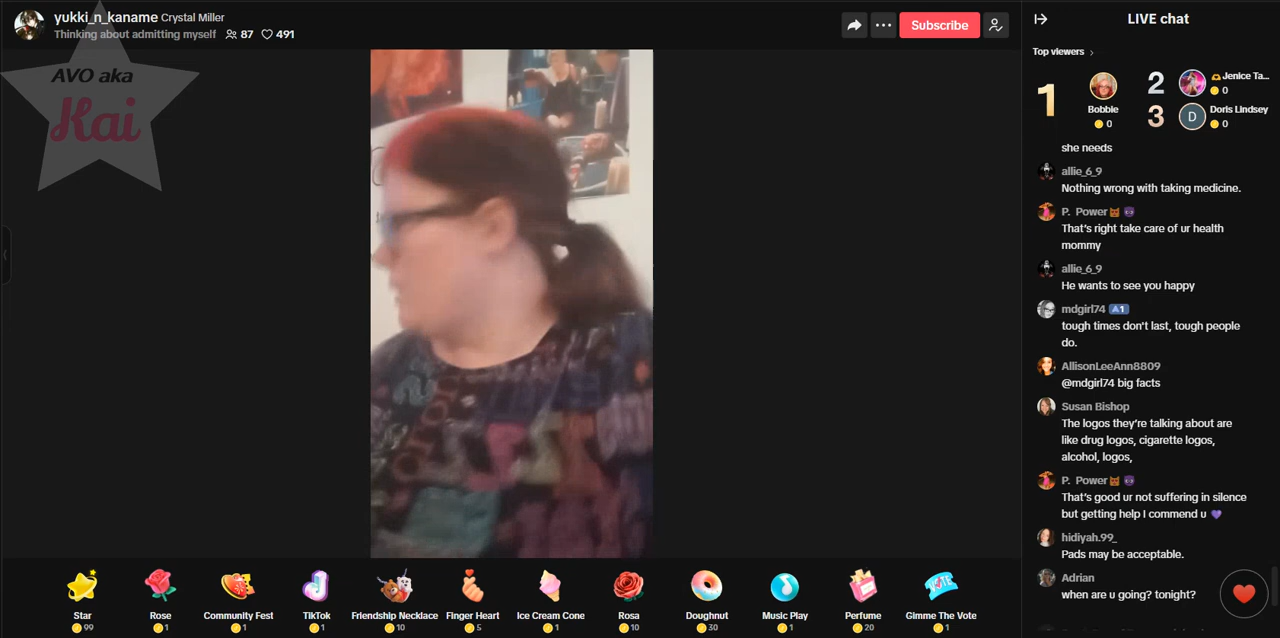 yukki_n_kaname Crystal Miller
Thinking about admitting myself 87 491
Subscribe
AVO aka
Kai
LIVE chat
Top viewers
1
Bobbie
0
2
Jenice Ta...
0
3
D
Doris Lindsey
0
she needs
allie_6_9
Nothing wrong with taking medicine.
P. Power
That's right take care of ur health
mommy
allie_6_9
He wants to see you happy
mdgirl74 1
tough times don't last, tough people
do.
AllisonLeeAnn8809
@mdgirl74 big facts
Susan Bishop
The logos they're talking about are
like drug logos, cigarette logos,
alcohol, logos,
P. Power
That's good ur not suffering in silence
but getting help I commend u
hidiyah.99_
Pads may be acceptable.
Adrian
when are u going? tonight?
Star
99
Rose
1
Community Fest
1
TikTok
1
Friendship Necklace
10
Finger Heart
5
Ice Cream Cone
1
Rosa
10
Doughnut
30
Music Play
1
Perfume
20
Gimme The Vote
1